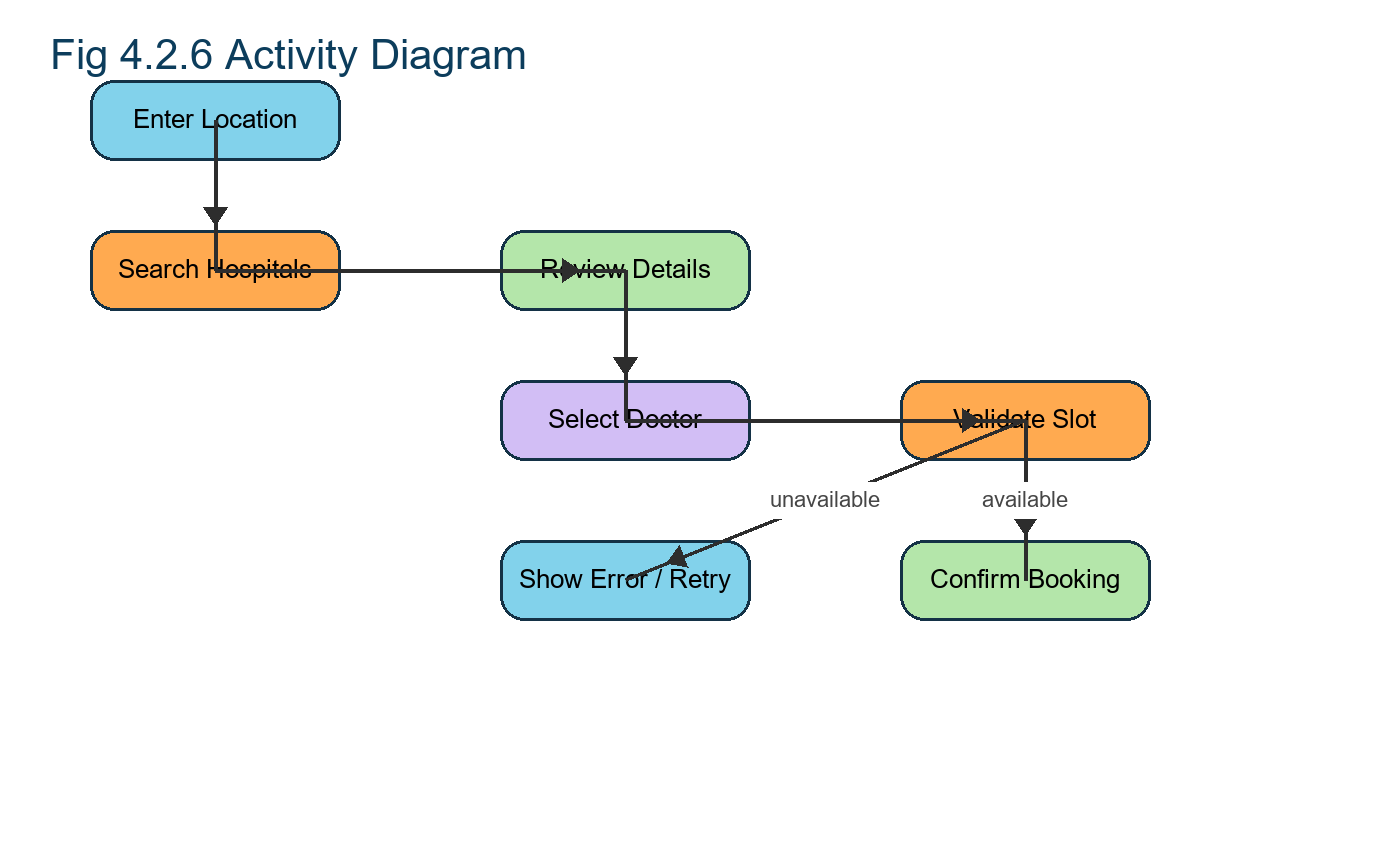 Fig 4.2.6 Activity Diagram
Enter Location
Search Hospitals
Review Details
Select Doctor
Validate Slot
unavailable
available
Show Error / Retry
Confirm Booking